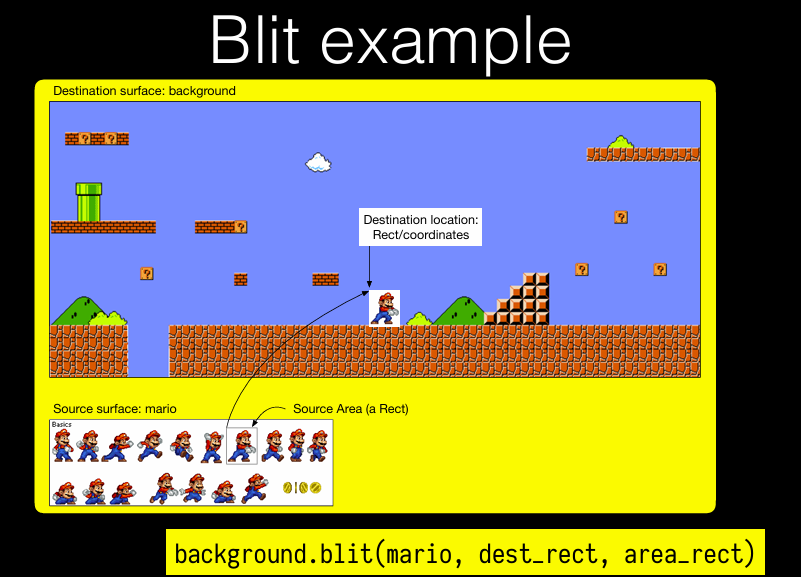 Blit example
Destination surface: background
? ?
Destination location:
Rect/coordinates
?
?
? ? ?
Source surface: mario
Source Area (a Rect)
Basics
background.blit(mario, dest_rect, area_rect)